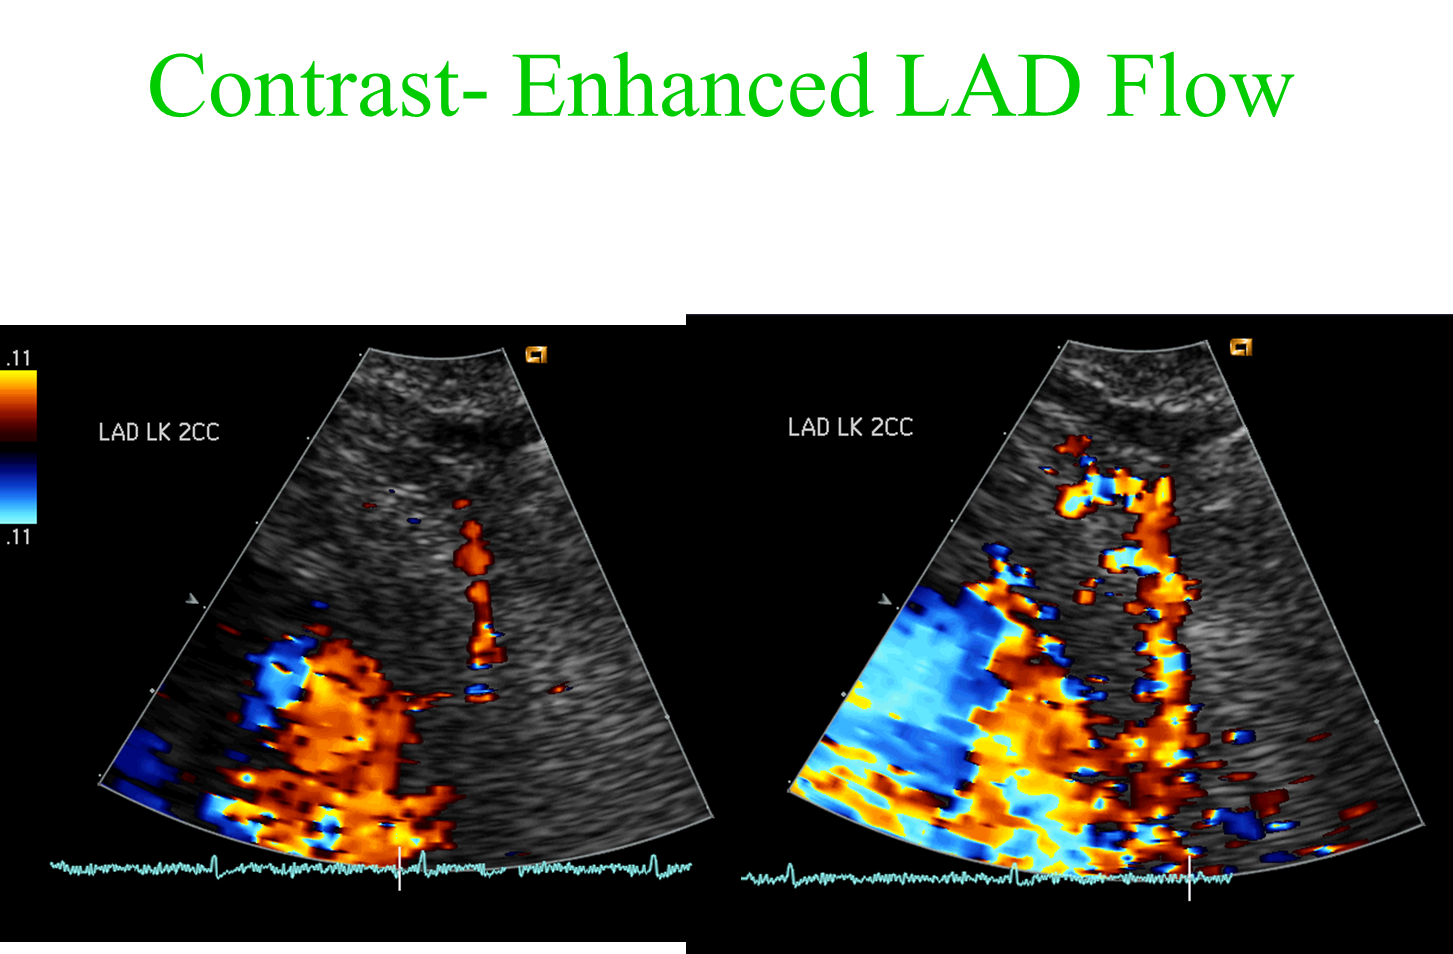 Contrast- Enhanced LAD Flow
.11
LAD LK 2CC
.11
LAD LK 2CC